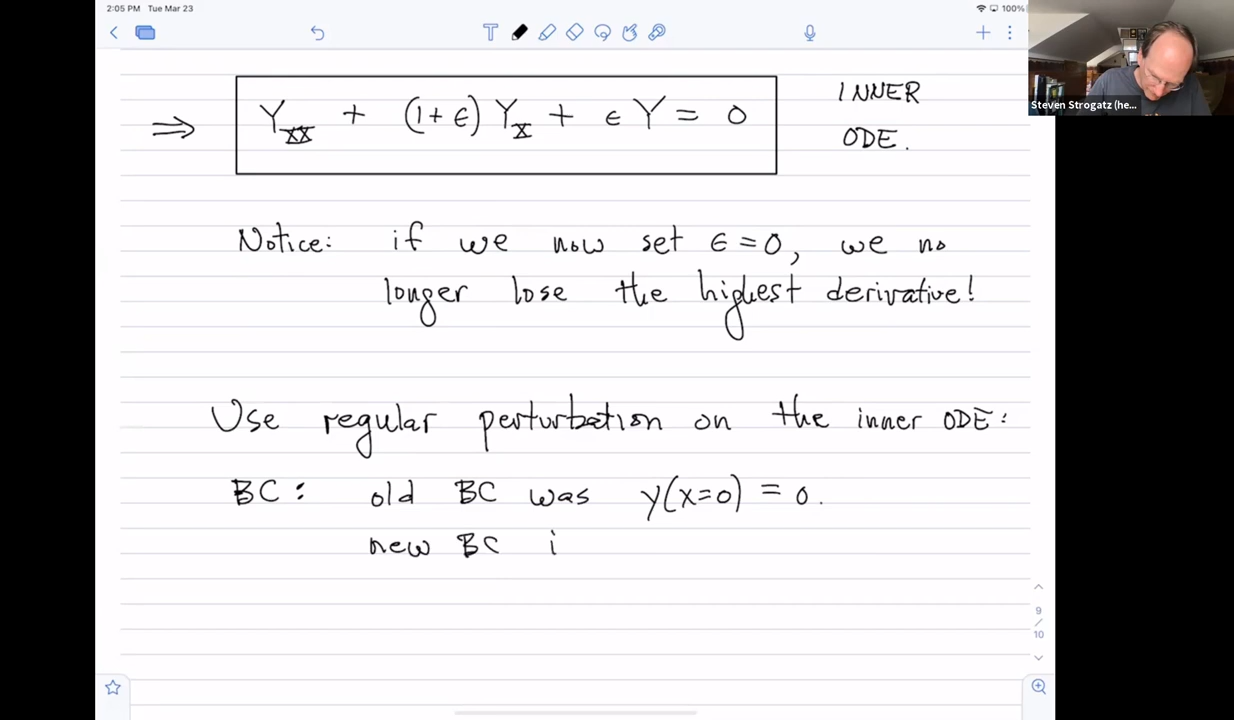 2:05 PM Tue Mar 23
100%
Steven Strogatz (he...
⇒ Y_XX + (1+ϵ) Y_X + ϵ Y = 0
INNER
ODE.
Notice: if we now set ϵ = 0, we no
longer lose the highest derivative!
Use regular perturbation on the inner ODE:
BC: old BC was y(x=0) = 0.
new BC i
9
/
10